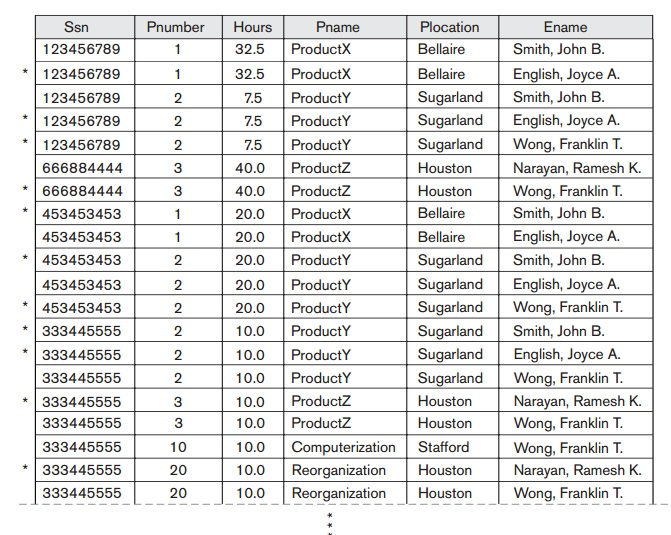 Ssn Pnumber Hours Pname Plocation Ename
123456789 1 32.5 ProductX Bellaire Smith, John B.
* 123456789 1 32.5 ProductX Bellaire English, Joyce A.
123456789 2 7.5 ProductY Sugarland Smith, John B.
* 123456789 2 7.5 ProductY Sugarland English, Joyce A.
* 123456789 2 7.5 ProductY Sugarland Wong, Franklin T.
666884444 3 40.0 ProductZ Houston Narayan, Ramesh K.
* 666884444 3 40.0 ProductZ Houston Wong, Franklin T.
* 453453453 1 20.0 ProductX Bellaire Smith, John B.
453453453 1 20.0 ProductX Bellaire English, Joyce A.
* 453453453 2 20.0 ProductY Sugarland Smith, John B.
453453453 2 20.0 ProductY Sugarland English, Joyce A.
* 453453453 2 20.0 ProductY Sugarland Wong, Franklin T.
* 333445555 2 10.0 ProductY Sugarland Smith, John B.
* 333445555 2 10.0 ProductY Sugarland English, Joyce A.
333445555 2 10.0 ProductY Sugarland Wong, Franklin T.
* 333445555 3 10.0 ProductZ Houston Narayan, Ramesh K.
333445555 3 10.0 ProductZ Houston Wong, Franklin T.
333445555 10 10.0 Computerization Stafford Wong, Franklin T.
* 333445555 20 10.0 Reorganization Houston Narayan, Ramesh K.
333445555 20 10.0 Reorganization Houston Wong, Franklin T.
*
*
*